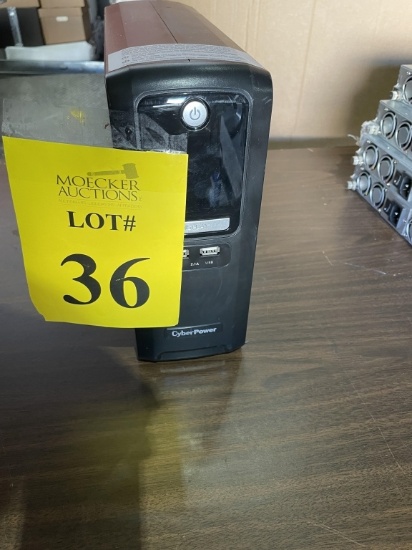 MOECKER
AUCTIONS
LOT#
36
CyberPower